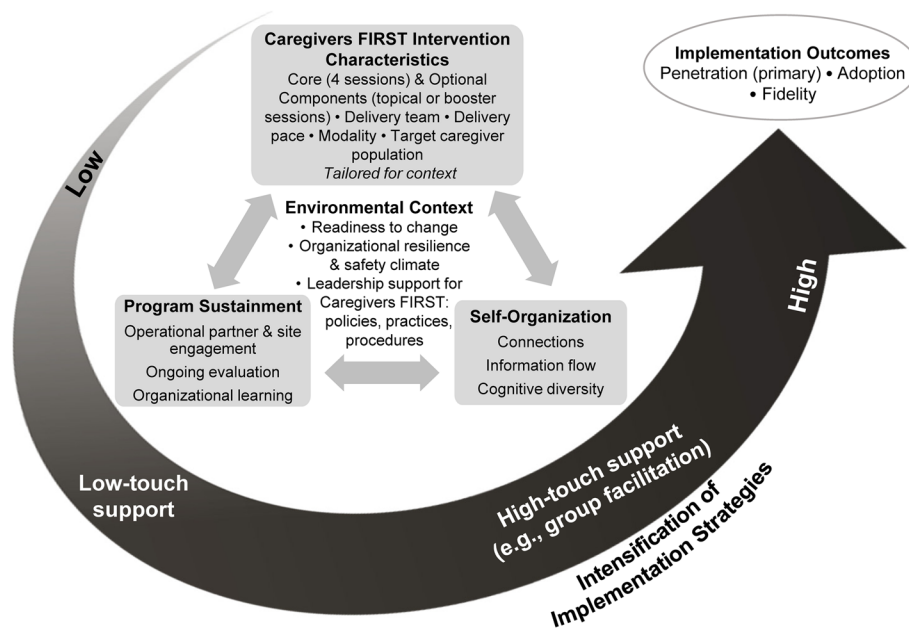 Caregivers FIRST Intervention
Characteristics
Core (4 sessions) & Optional
Components (topical or booster
sessions) • Delivery team • Delivery
pace • Modality • Target caregiver
population
Tailored for context
Implementation Outcomes
Penetration (primary) • Adoption
• Fidelity
Low
Environmental Context
• Readiness to change
• Organizational resilience
& safety climate
• Leadership support for
Caregivers FIRST:
policies, practices,
procedures
Program Sustainment
Operational partner & site
engagement
Ongoing evaluation
Organizational learning
Self-Organization
Connections
Information flow
Cognitive diversity
High
Low-touch
support
High-touch support
(e.g., group facilitation)
Intensification of
Implementation Strategies